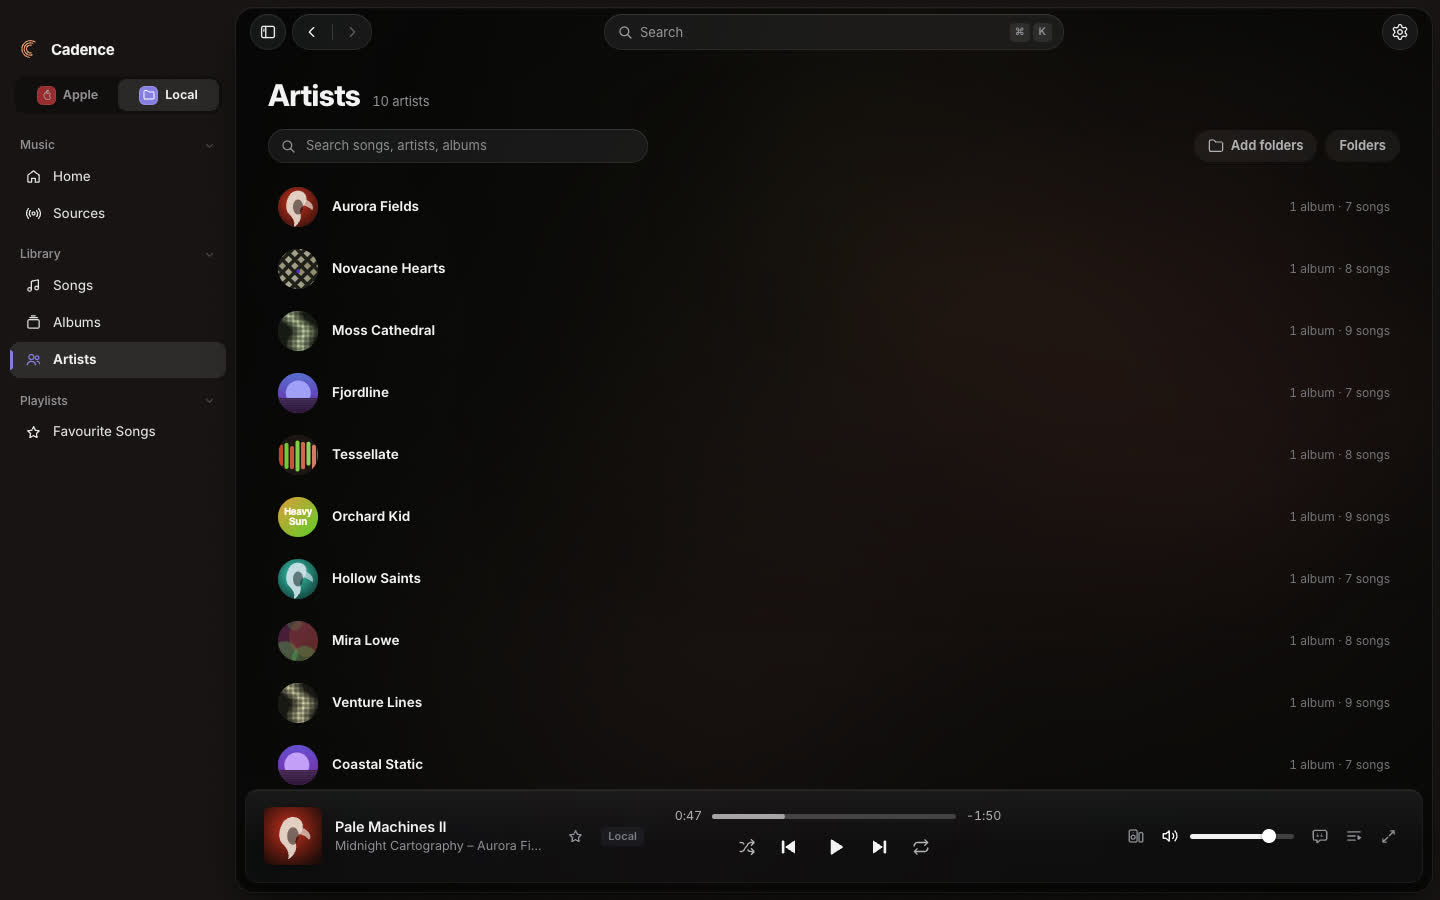 Cadence
Apple
Local
Music
Home
Sources
Library
Songs
Albums
Artists
Playlists
Favourite Songs
Search
⌘ K
Artists
10 artists
Search songs, artists, albums
Add folders
Folders
Aurora Fields
1 album · 7 songs
Novacane Hearts
1 album · 8 songs
Moss Cathedral
1 album · 9 songs
Fjordline
1 album · 7 songs
Tessellate
1 album · 8 songs
Heavy
Sun
Orchard Kid
1 album · 9 songs
Hollow Saints
1 album · 7 songs
Mira Lowe
1 album · 8 songs
Venture Lines
1 album · 9 songs
Coastal Static
1 album · 7 songs
Pale Machines II
Midnight Cartography – Aurora Fi...
Local
0:47
-1:50